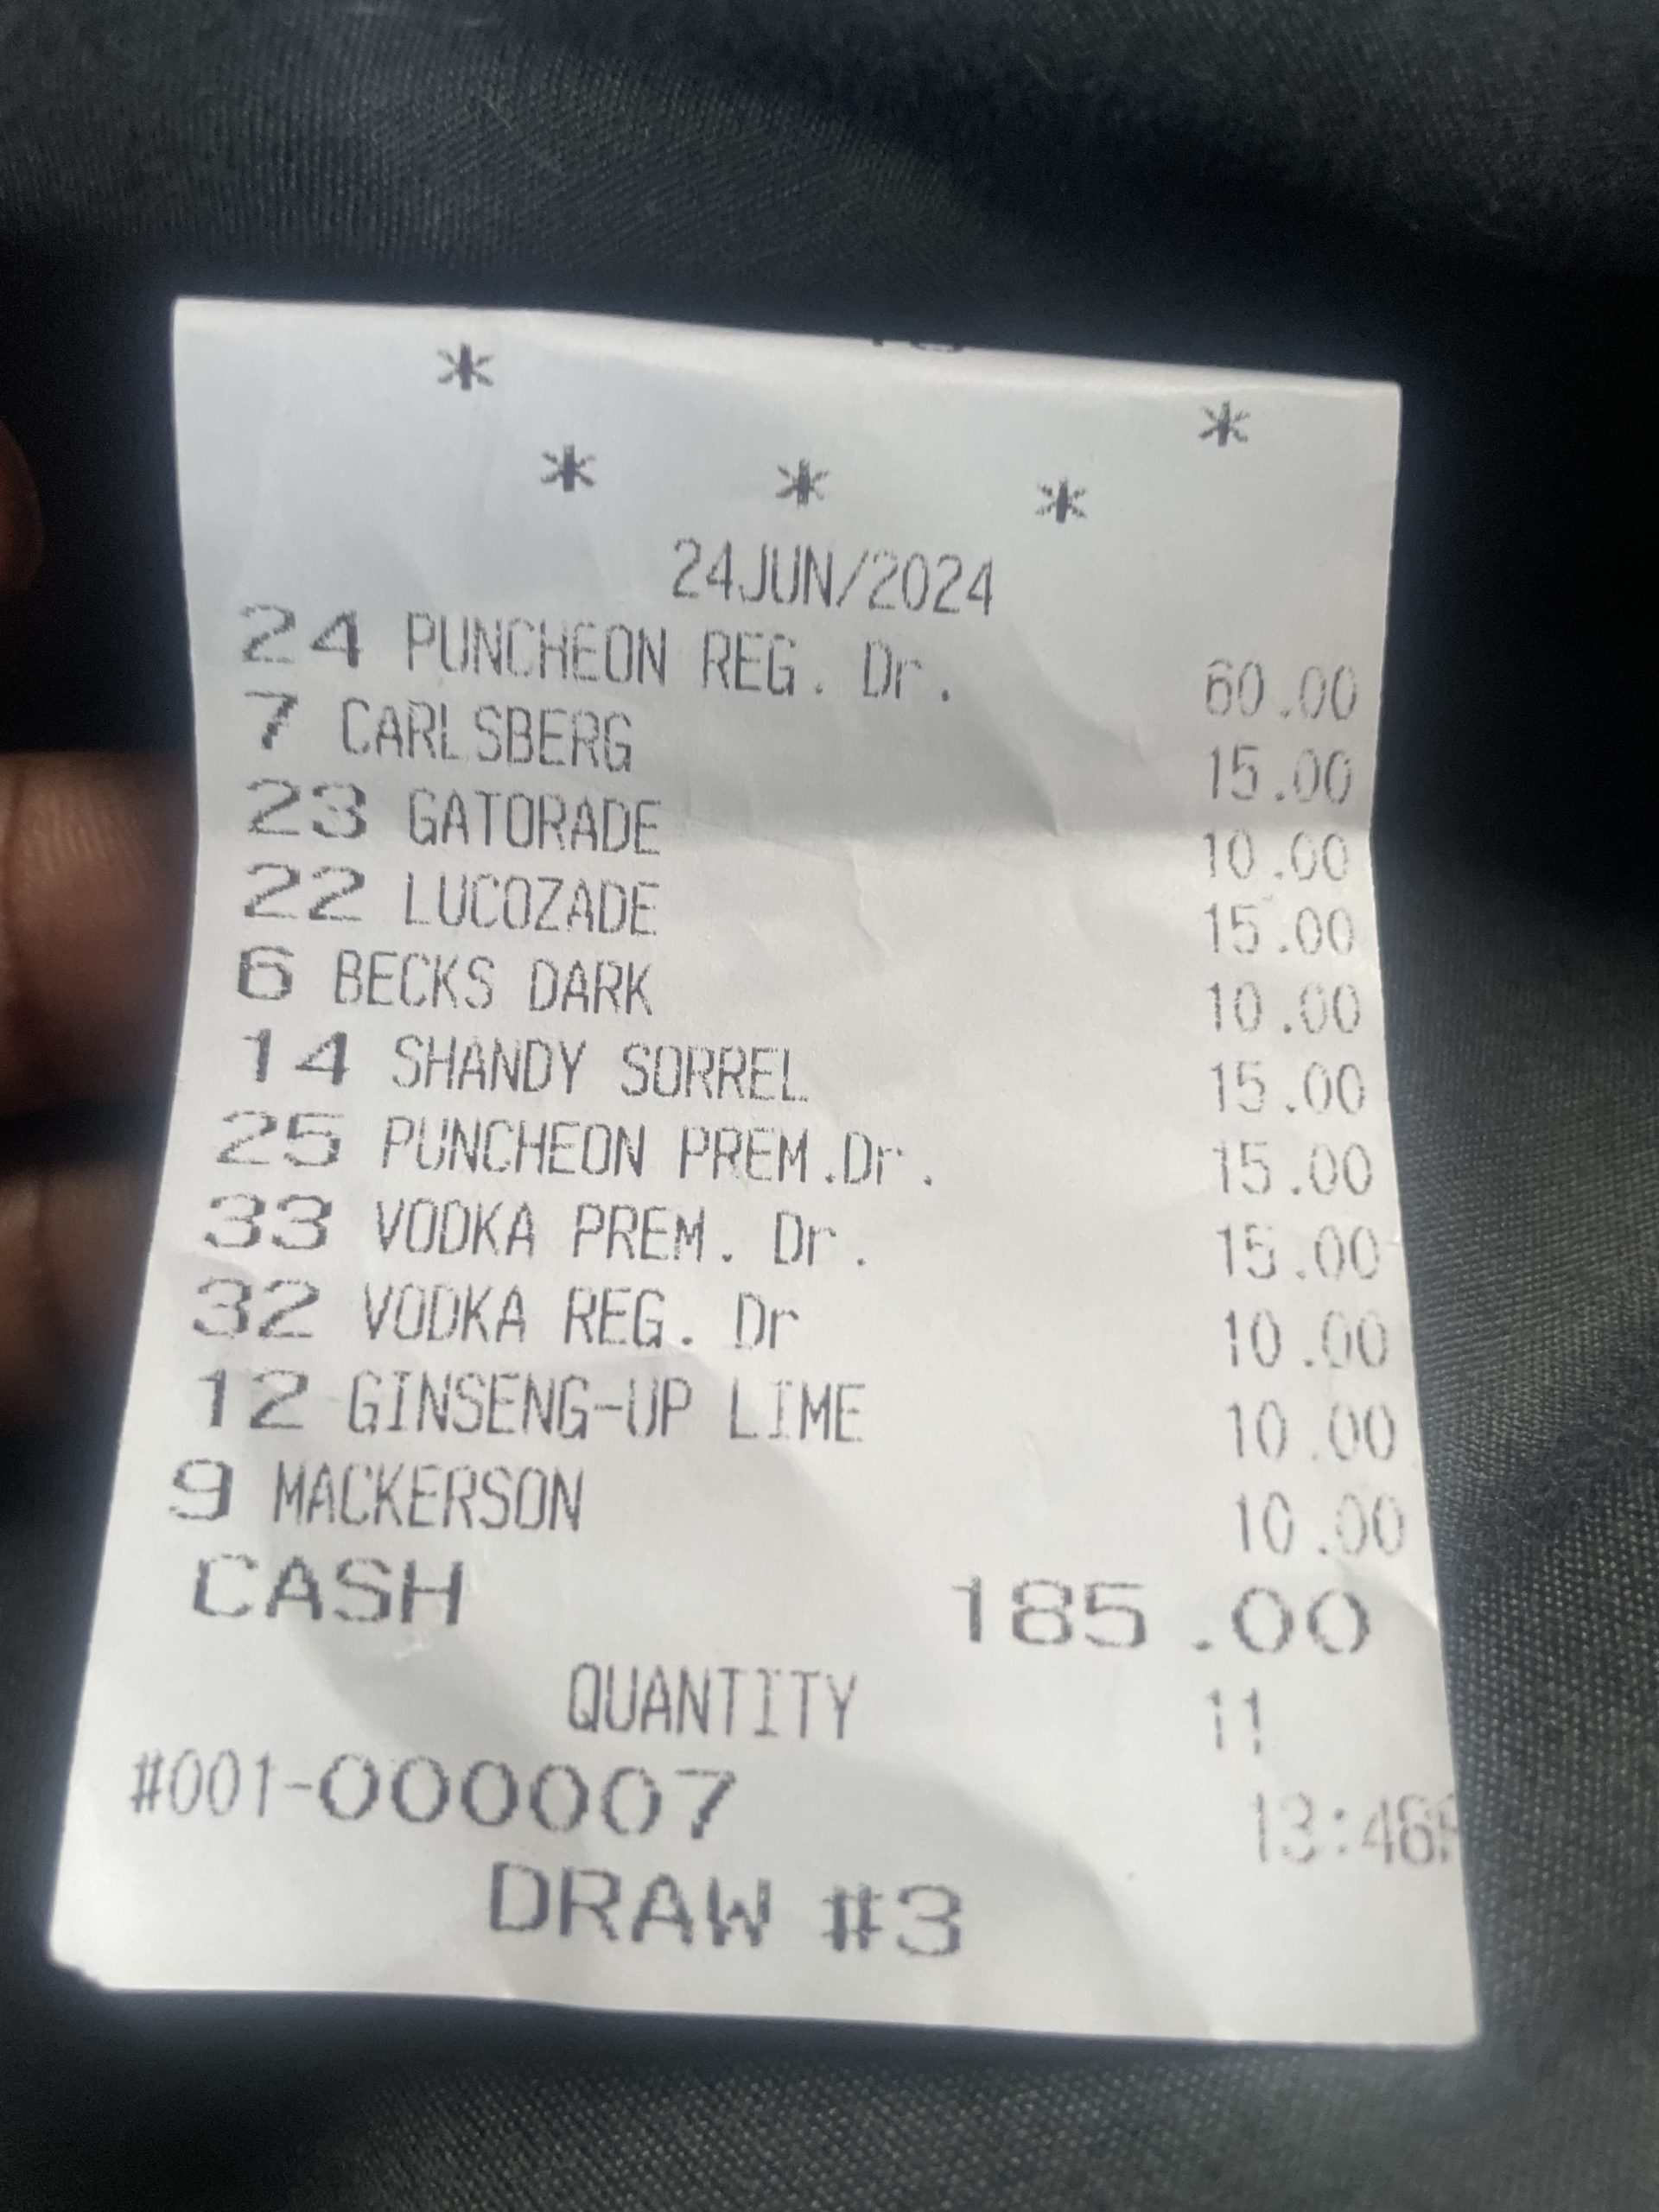 *
*
* * *
24JUN/2024
24 PUNCHEON REG. Dr. 60.00
7 CARLSBERG 15.00
23 GATORADE 10.00
22 LUCOZADE 15.00
6 BECKS DARK 10.00
14 SHANDY SORREL 15.00
25 PUNCHEON PREM.Dr. 15.00
33 VODKA PREM. Dr. 15.00
32 VODKA REG. Dr 10.00
12 GINSENG-UP LIME 10.00
9 MACKERSON 10.00
CASH 185.00
QUANTITY 11
#001-000007 13:46
DRAW #3